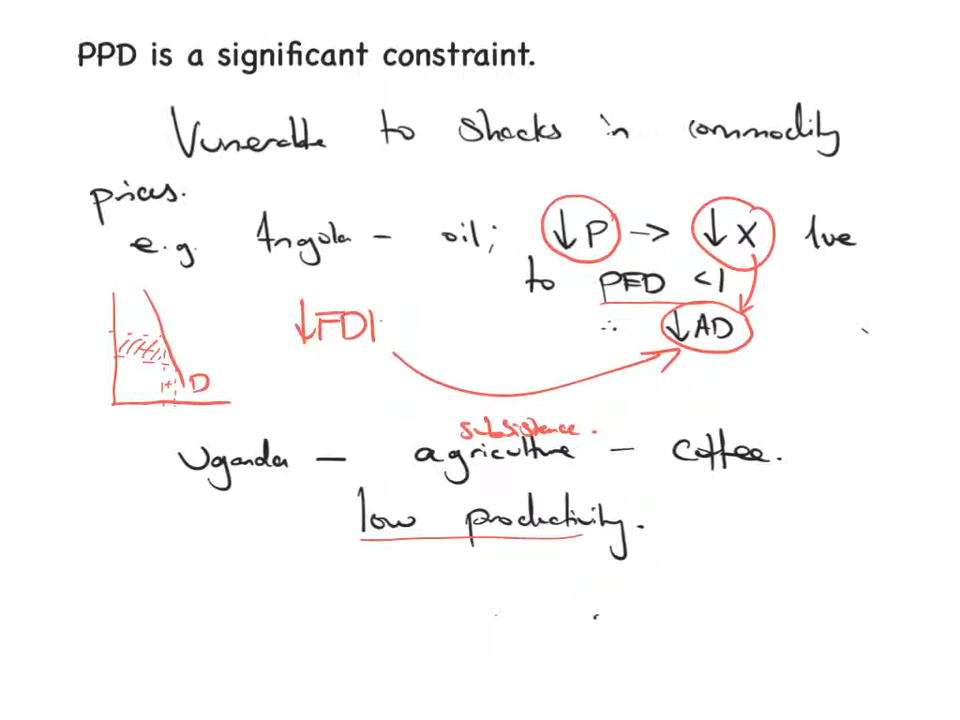 PPD is a significant constraint.
Vunerable to shocks in commodity
prices.
e.g. Angola - oil; ↓P -> ↓X due
to PED <1
↓FDI ∴ ↓AD
D
subsistence.
Uganda - agriculture - coffee.
low productivity.